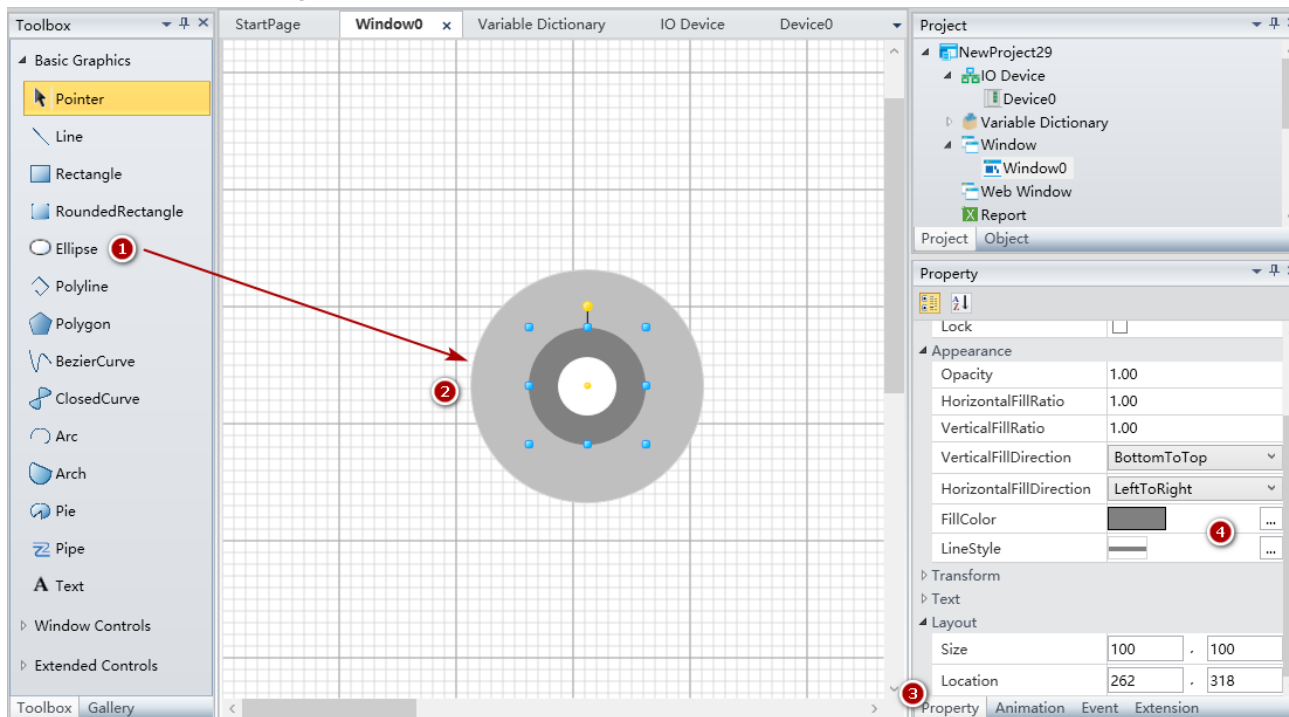 Toolbox
Basic Graphics
Pointer
Line
Rectangle
RoundedRectangle
Ellipse 1
Polyline
Polygon
BezierCurve
ClosedCurve
Arc
Arch
Pie
Pipe
A Text
Window Controls
Extended Controls
Toolbox Gallery
StartPage Window0 x Variable Dictionary IO Device Device0
2
Project
NewProject29
IO Device
Device0
Variable Dictionary
Window
Window0
Web Window
Report
Project Object
Property
Lock
Appearance
Opacity 1.00
HorizontalFillRatio 1.00
VerticalFillRatio 1.00
VerticalFillDirection BottomToTop
HorizontalFillDirection LeftToRight
FillColor ...
4
LineStyle ...
Transform
Text
Layout
Size 100 , 100
Location 262 , 318
3
Property Animation Event Extension